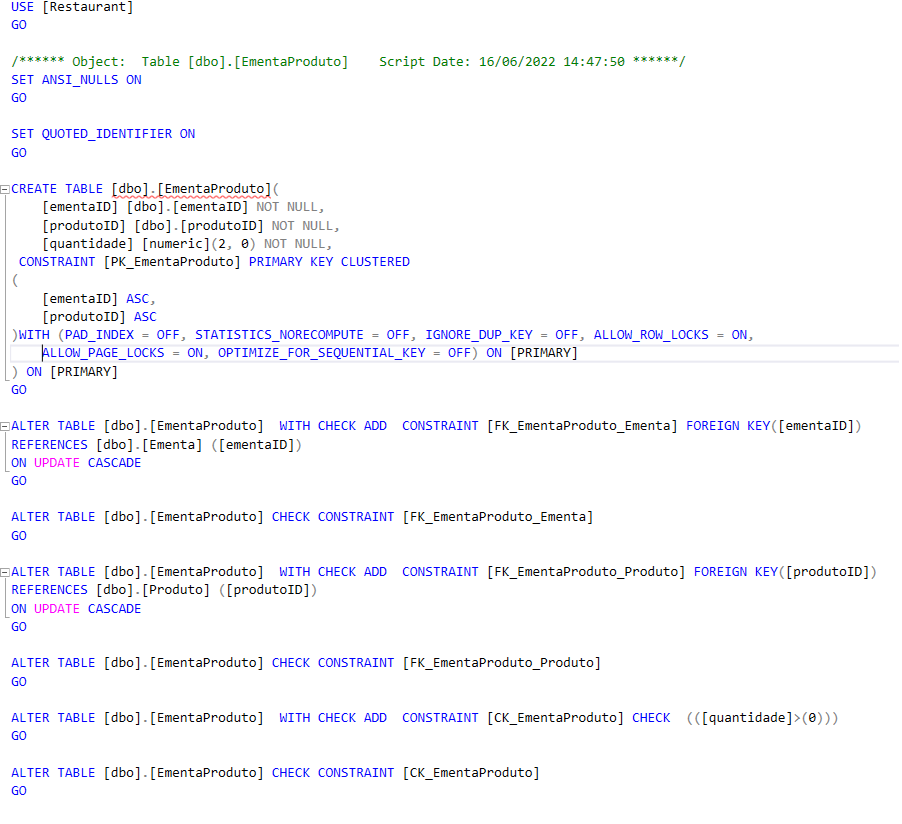 USE [Restaurant]
GO
/****** Object:  Table [dbo].[EmentaProduto]    Script Date: 16/06/2022 14:47:50 ******/
SET ANSI_NULLS ON
GO
SET QUOTED_IDENTIFIER ON
GO
CREATE TABLE [dbo].[EmentaProduto](
    [ementaID] [dbo].[ementaID] NOT NULL,
    [produtoID] [dbo].[produtoID] NOT NULL,
    [quantidade] [numeric](2, 0) NOT NULL,
 CONSTRAINT [PK_EmentaProduto] PRIMARY KEY CLUSTERED
(
    [ementaID] ASC,
    [produtoID] ASC
)WITH (PAD_INDEX = OFF, STATISTICS_NORECOMPUTE = OFF, IGNORE_DUP_KEY = OFF, ALLOW_ROW_LOCKS = ON,
    ALLOW_PAGE_LOCKS = ON, OPTIMIZE_FOR_SEQUENTIAL_KEY = OFF) ON [PRIMARY]
) ON [PRIMARY]
GO
ALTER TABLE [dbo].[EmentaProduto]  WITH CHECK ADD  CONSTRAINT [FK_EmentaProduto_Ementa] FOREIGN KEY([ementaID])
REFERENCES [dbo].[Ementa] ([ementaID])
ON UPDATE CASCADE
GO
ALTER TABLE [dbo].[EmentaProduto] CHECK CONSTRAINT [FK_EmentaProduto_Ementa]
GO
ALTER TABLE [dbo].[EmentaProduto]  WITH CHECK ADD  CONSTRAINT [FK_EmentaProduto_Produto] FOREIGN KEY([produtoID])
REFERENCES [dbo].[Produto] ([produtoID])
ON UPDATE CASCADE
GO
ALTER TABLE [dbo].[EmentaProduto] CHECK CONSTRAINT [FK_EmentaProduto_Produto]
GO
ALTER TABLE [dbo].[EmentaProduto]  WITH CHECK ADD  CONSTRAINT [CK_EmentaProduto] CHECK  (([quantidade]>(0)))
GO
ALTER TABLE [dbo].[EmentaProduto] CHECK CONSTRAINT [CK_EmentaProduto]
GO